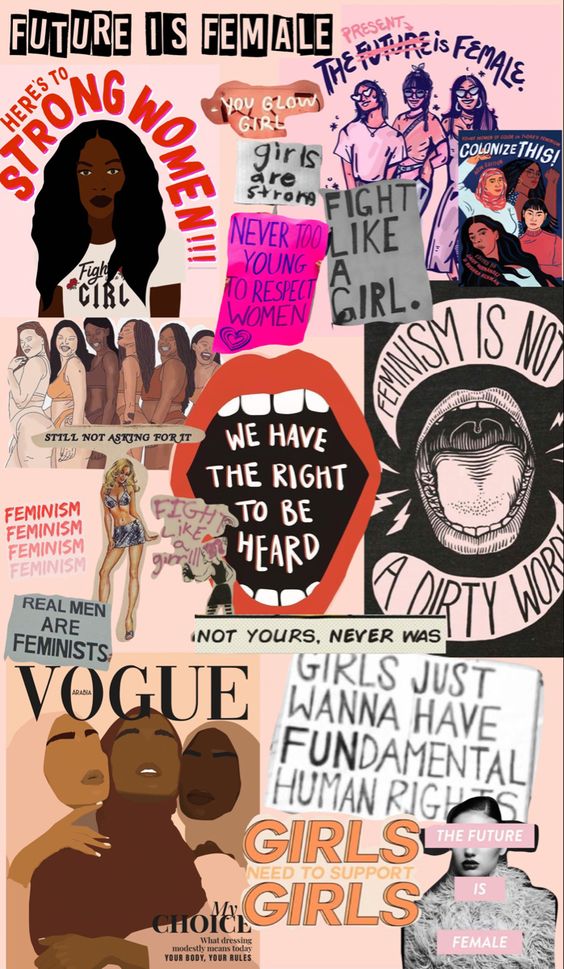 FUTURE IS FEMALE
PRESENT
THE FUTURE is FEMALE.
HERE'S TO
STRONG WOMEN!!!
Fight
GIRL
YOU GLOW
GIRL
girls
are
strong
COLONIZE THIS!
FIGHT
LIKE
A
GIRL.
NEVER TOO
YOUNG
TO RESPECT
WOMEN
FEMINISM IS NOT
A DIRTY WORD
STILL NOT ASKING FOR IT
WE HAVE
THE RIGHT
TO BE
HEARD
FEMINISM
FEMINISM
FEMINISM
FEMINISM
FIGHT
LIKE
a
REAL MEN
ARE
FEMINISTS
NOT YOURS, NEVER WAS
VOGUE
ARABIA
My
CHOICE
What dressing
modestly means today
YOUR BODY, YOUR RULES
GIRLS JUST
WANNA HAVE
FUNDAMENTAL
HUMAN RIGHTS
GIRLS
NEED TO SUPPORT
GIRLS
THE FUTURE
IS
FEMALE